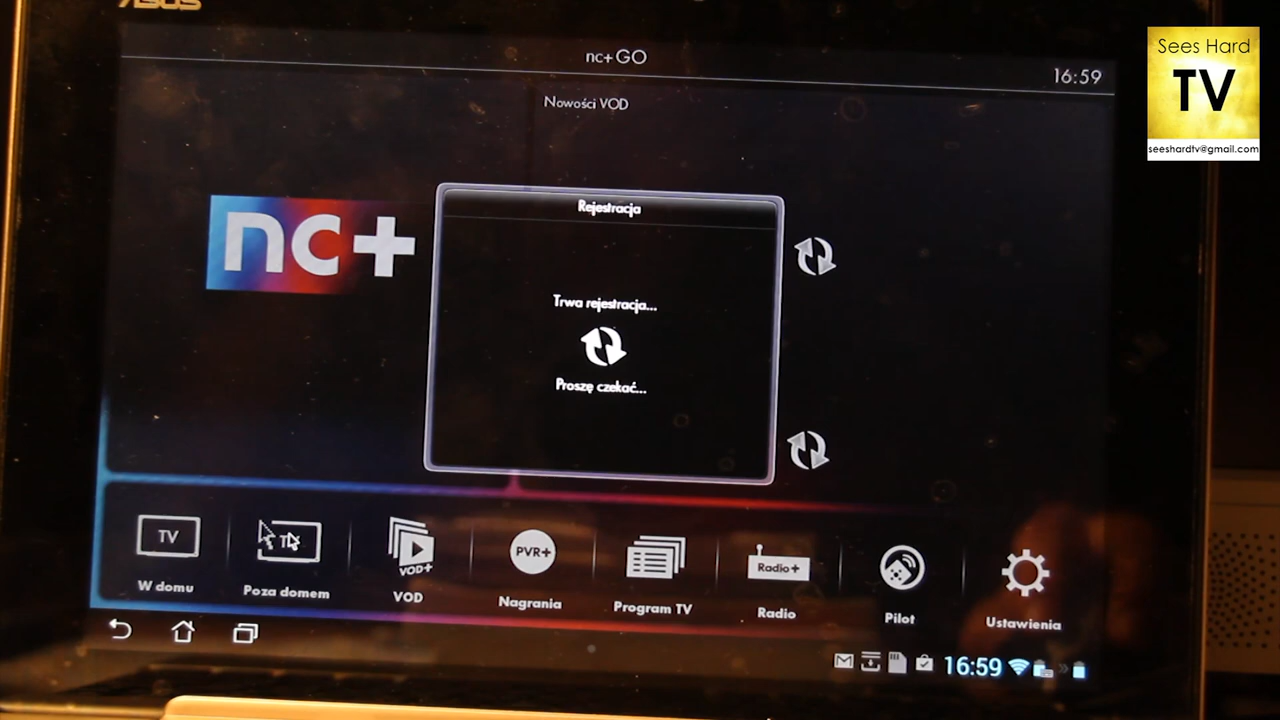 ASUS
nc+GO
16:59
Nowości VOD
nc+
Rejestracja
Trwa rejestracja...
Proszę czekać...
TV
VOD+
PVR+
Radio+
W domu
Poza domem
VOD
Nagrania
Program TV
Radio
Pilot
Ustawienia
16:59
Sees Hard
TV
seeshardtv@gmail.com